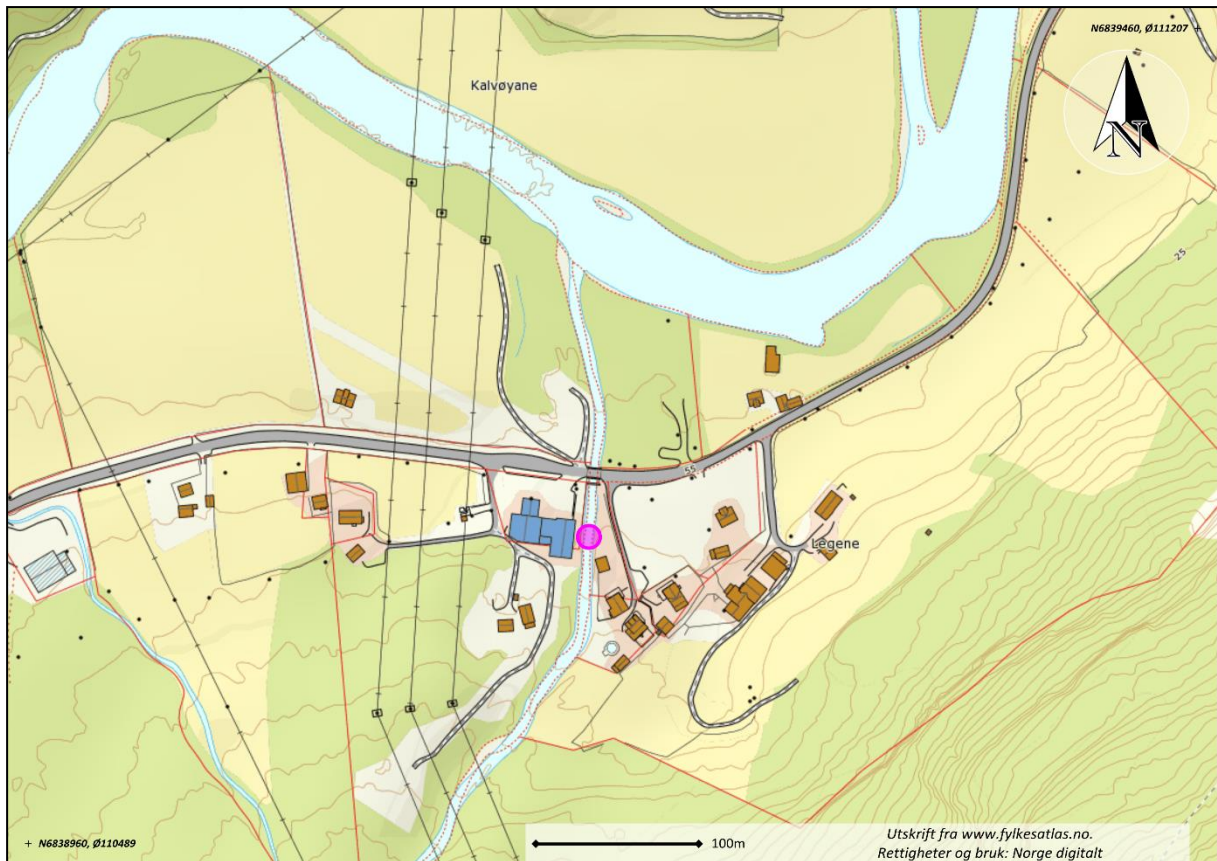 N6839460, Ø111207 +
Kalvøyane
N
25
55
Legene
+ N6838960, Ø110489
100m
Utskrift fra www.fylkesatlas.no.
Rettigheter og bruk: Norge digitalt